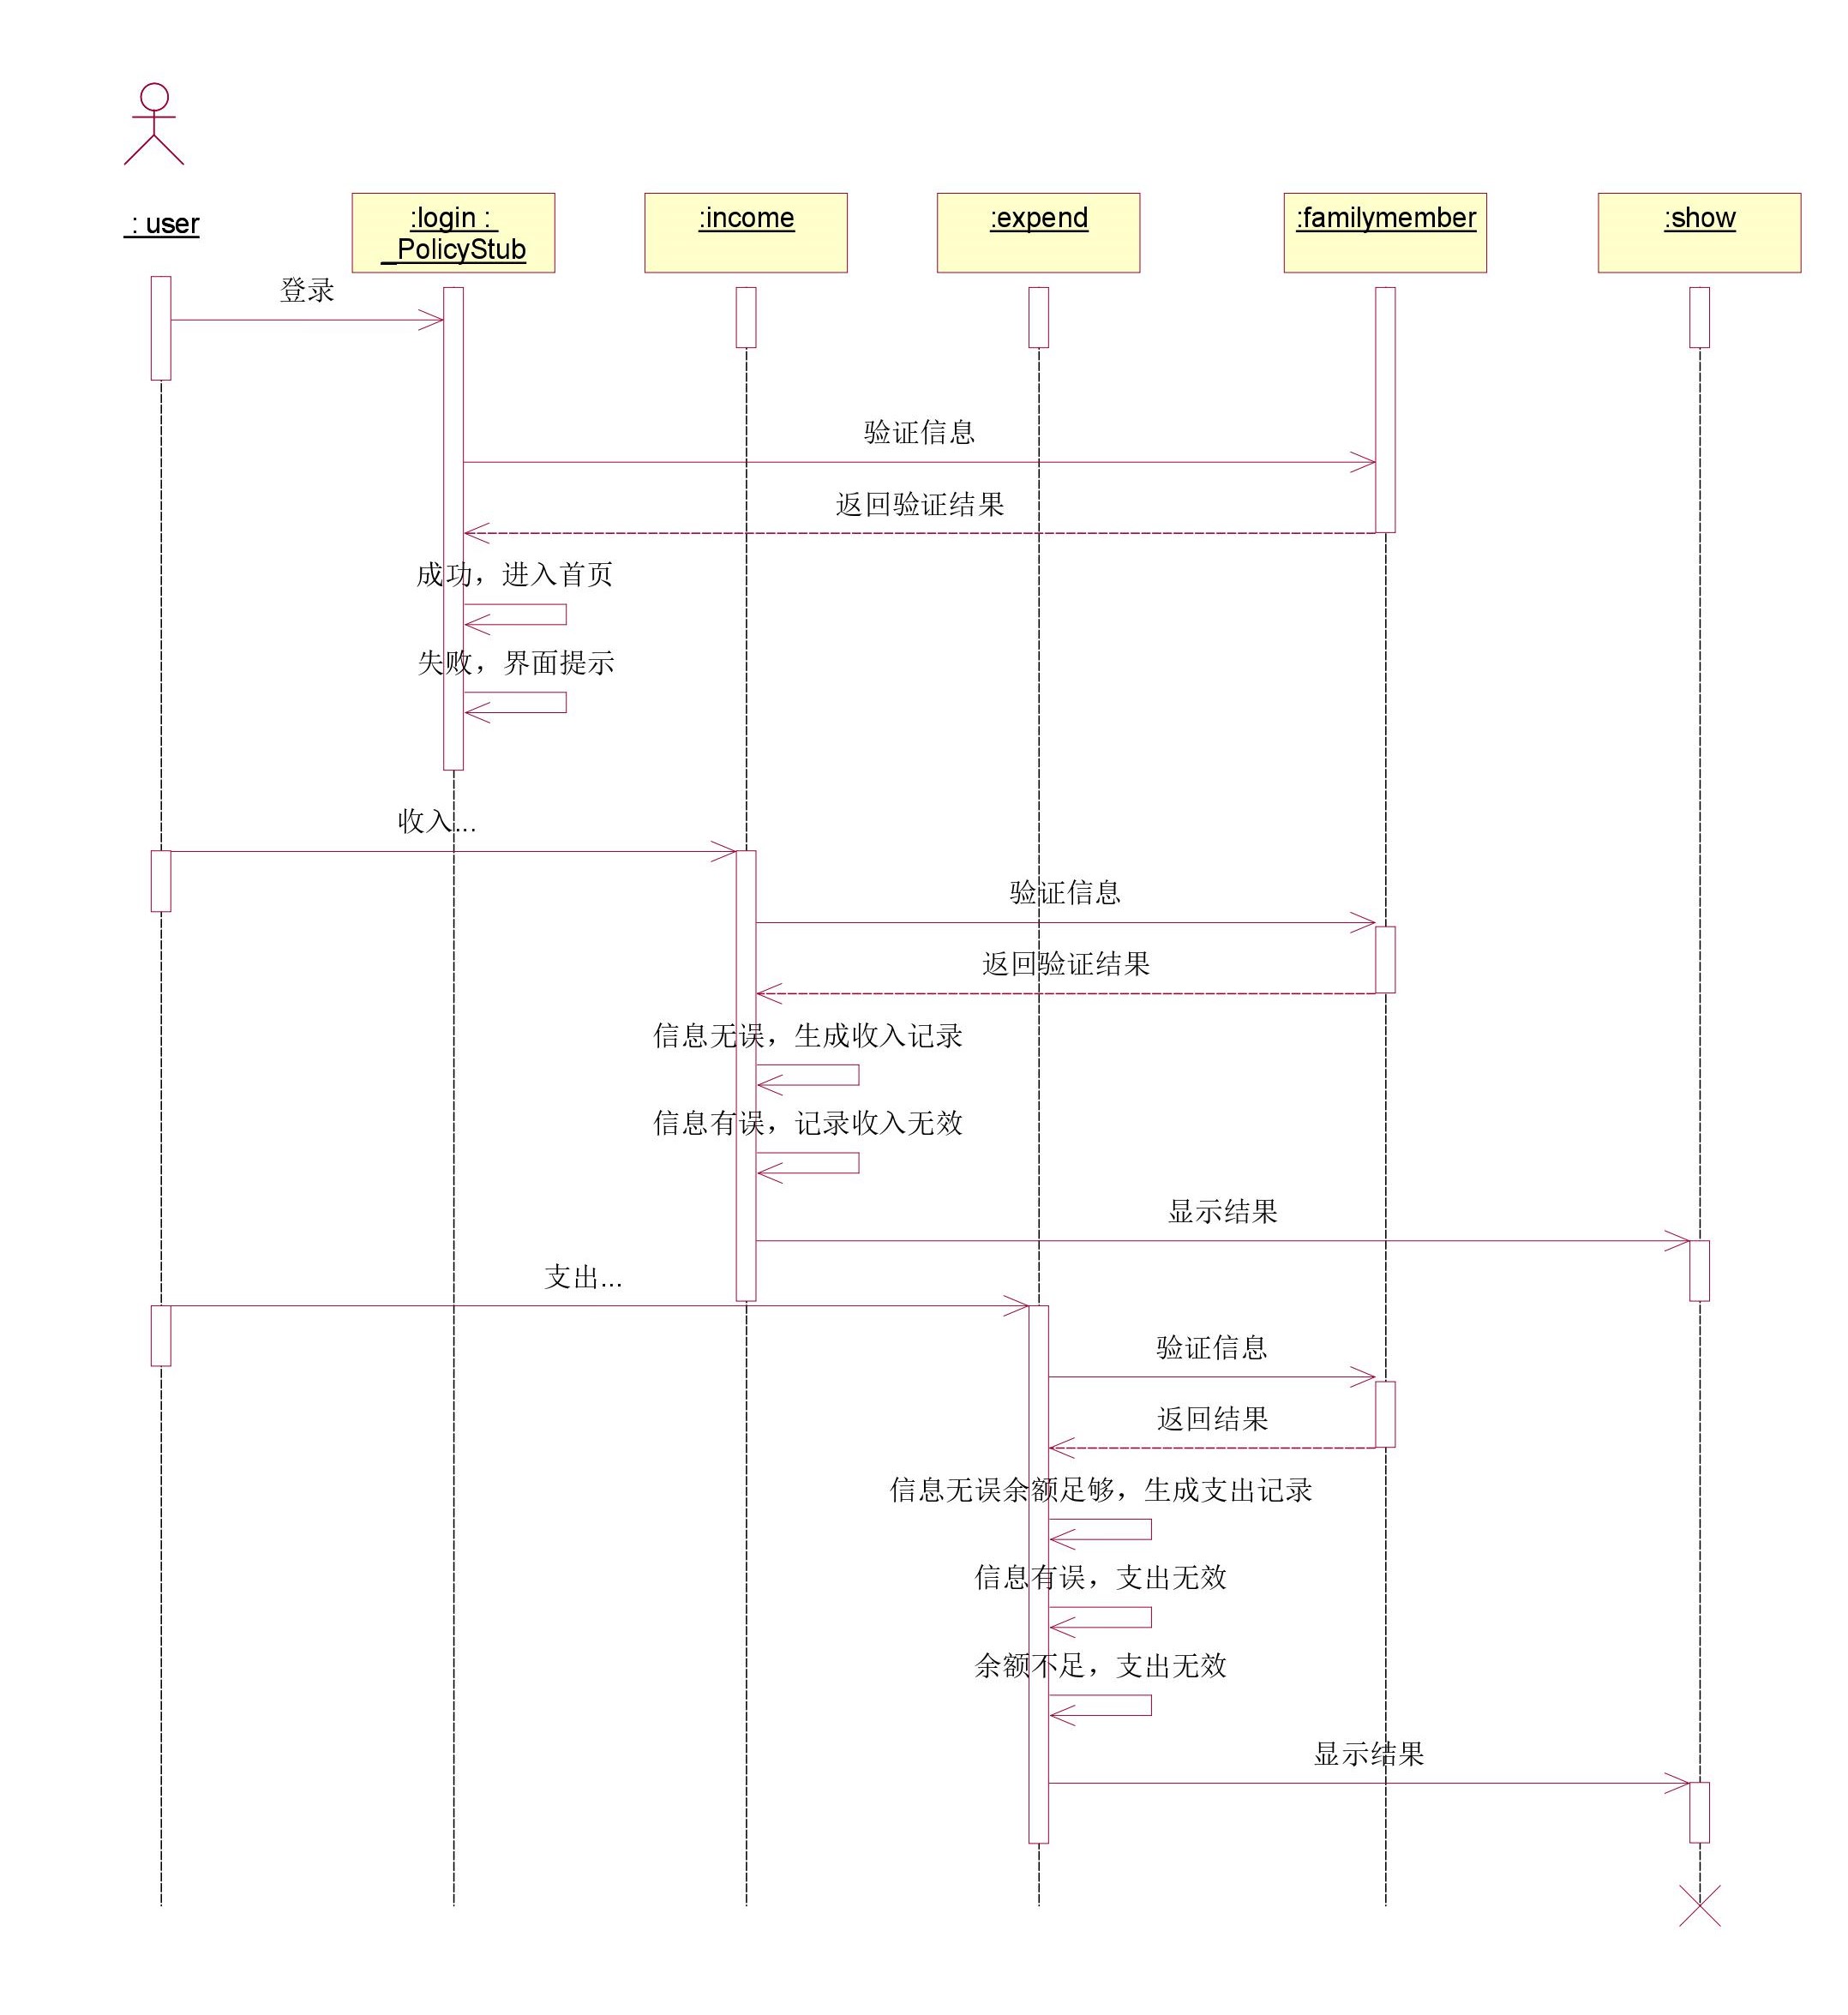 : user
:login :
_PolicyStub
:income
:expend
:familymember
:show
登录
验证信息
返回验证结果
成功，进入首页
失败，界面提示
收入...
验证信息
返回验证结果
信息无误，生成收入记录
信息有误，记录收入无效
显示结果
支出...
验证信息
返回结果
信息无误余额足够，生成支出记录
信息有误，支出无效
余额不足，支出无效
显示结果